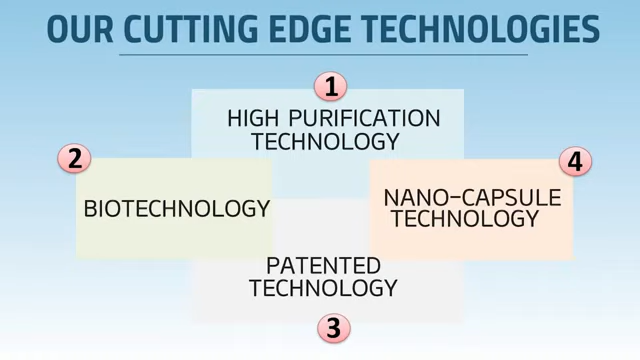 OUR CUTTING EDGE TECHNOLOGIES
1
HIGH PURIFICATION
TECHNOLOGY
2
BIOTECHNOLOGY
4
NANO-CAPSULE
TECHNOLOGY
PATENTED
TECHNOLOGY
3